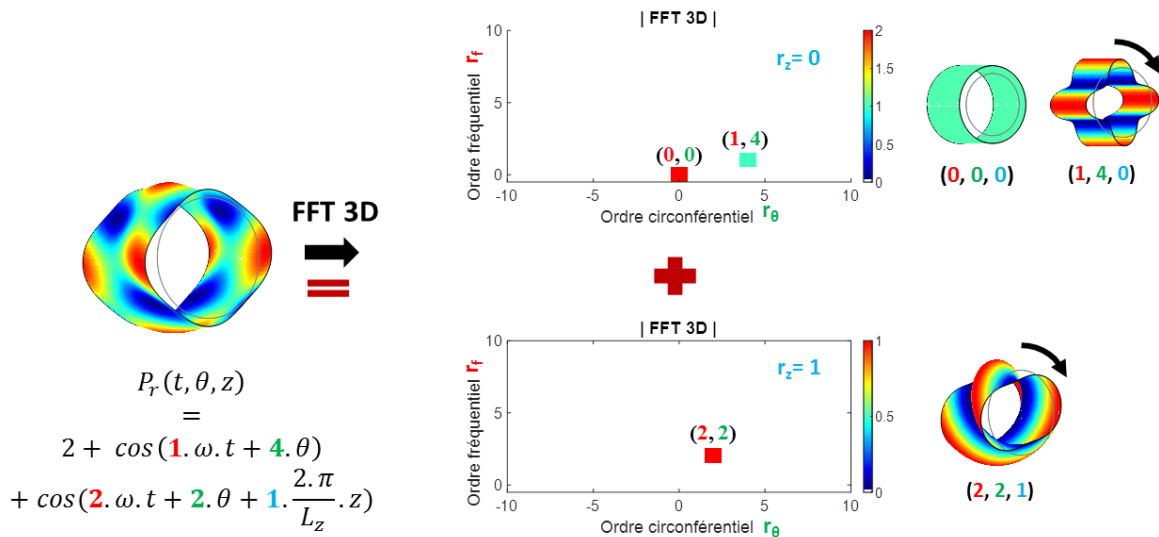 FFT 3D
=
P_r(t, θ, z)
=
2 + cos(1.ω.t + 4.θ)
+ cos(2.ω.t + 2.θ + 1.\frac{2.π}{L_z}.z)
| FFT 3D |
r_z= 0
Ordre fréquentiel r_f
10
5
0
(0, 0)
(1, 4)
-10
-5
0
5
10
Ordre circonférentiel r_θ
2
1.5
1
0.5
0
(0, 0, 0)
(1, 4, 0)
+
| FFT 3D |
r_z= 1
Ordre fréquentiel r_f
10
5
0
(2, 2)
-10
-5
0
5
10
Ordre circonférentiel r_θ
1
0.5
0
(2, 2, 1)